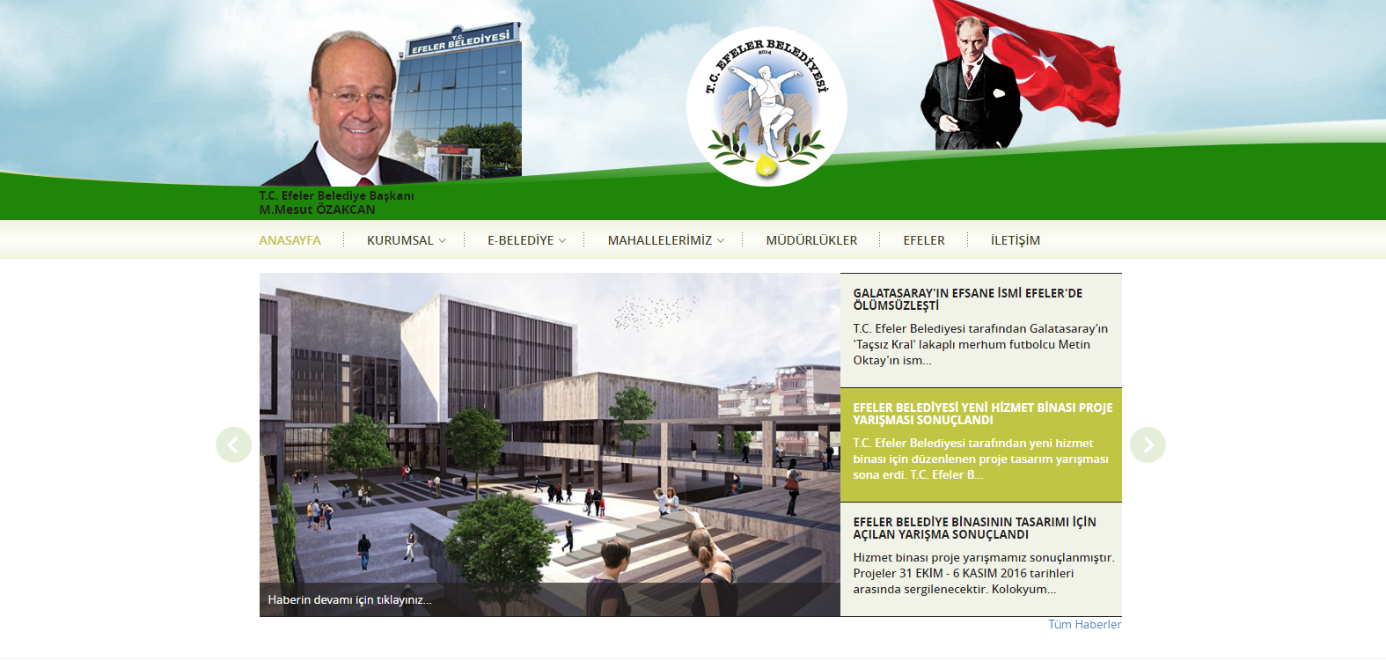 T.C.
EFELER BELEDİYESİ
T.C. EFELER BELEDİYESİ
2014
T.C. Efeler Belediye Başkanı
M.Mesut ÖZAKCAN
ANASAYFA KURUMSAL E-BELEDİYE MAHALLELERİMİZ MÜDÜRLÜKLER EFELER İLETİŞİM
GALATASARAY'IN EFSANE İSMİ EFELER'DE
ÖLÜMSÜZLEŞTİ
T.C. Efeler Belediyesi tarafından Galatasaray'ın
'Taçsız Kral' lakaplı merhum futbolcu Metin
Oktay'ın ism...
EFELER BELEDİYESİ YENİ HİZMET BİNASI PROJE
YARIŞMASI SONUÇLANDI
T.C. Efeler Belediyesi tarafından yeni hizmet
binası için düzenlenen proje tasarım yarışması
sona erdi. T.C. Efeler B...
EFELER BELEDİYE BİNASININ TASARIMI İÇİN
AÇILAN YARIŞMA SONUÇLANDI
Hizmet binası proje yarışmamız sonuçlanmıştır.
Projeler 31 EKİM - 6 KASIM 2016 tarihleri
arasında sergilenecektir. Kolokyum...
Haberin devamı için tıklayınız...
Tüm Haberler